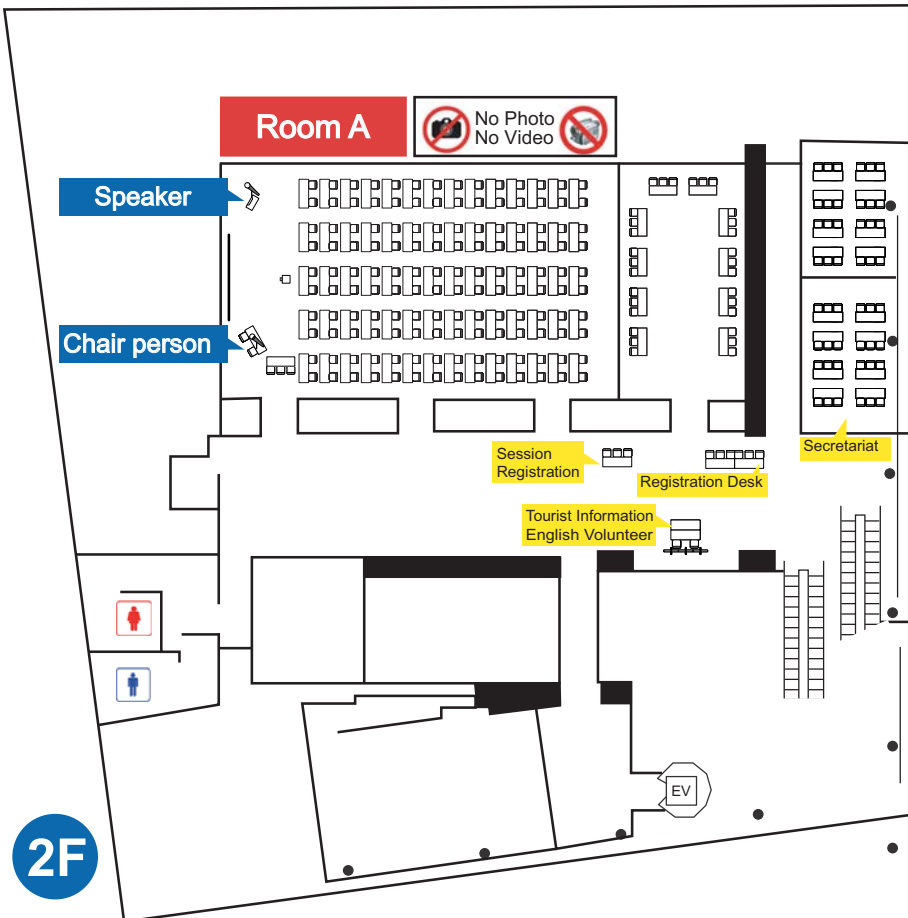 Room A
No Photo
No Video
Speaker
Chair person
Session
Registration
Registration Desk
Secretariat
Tourist Information
English Volunteer
EV
2F